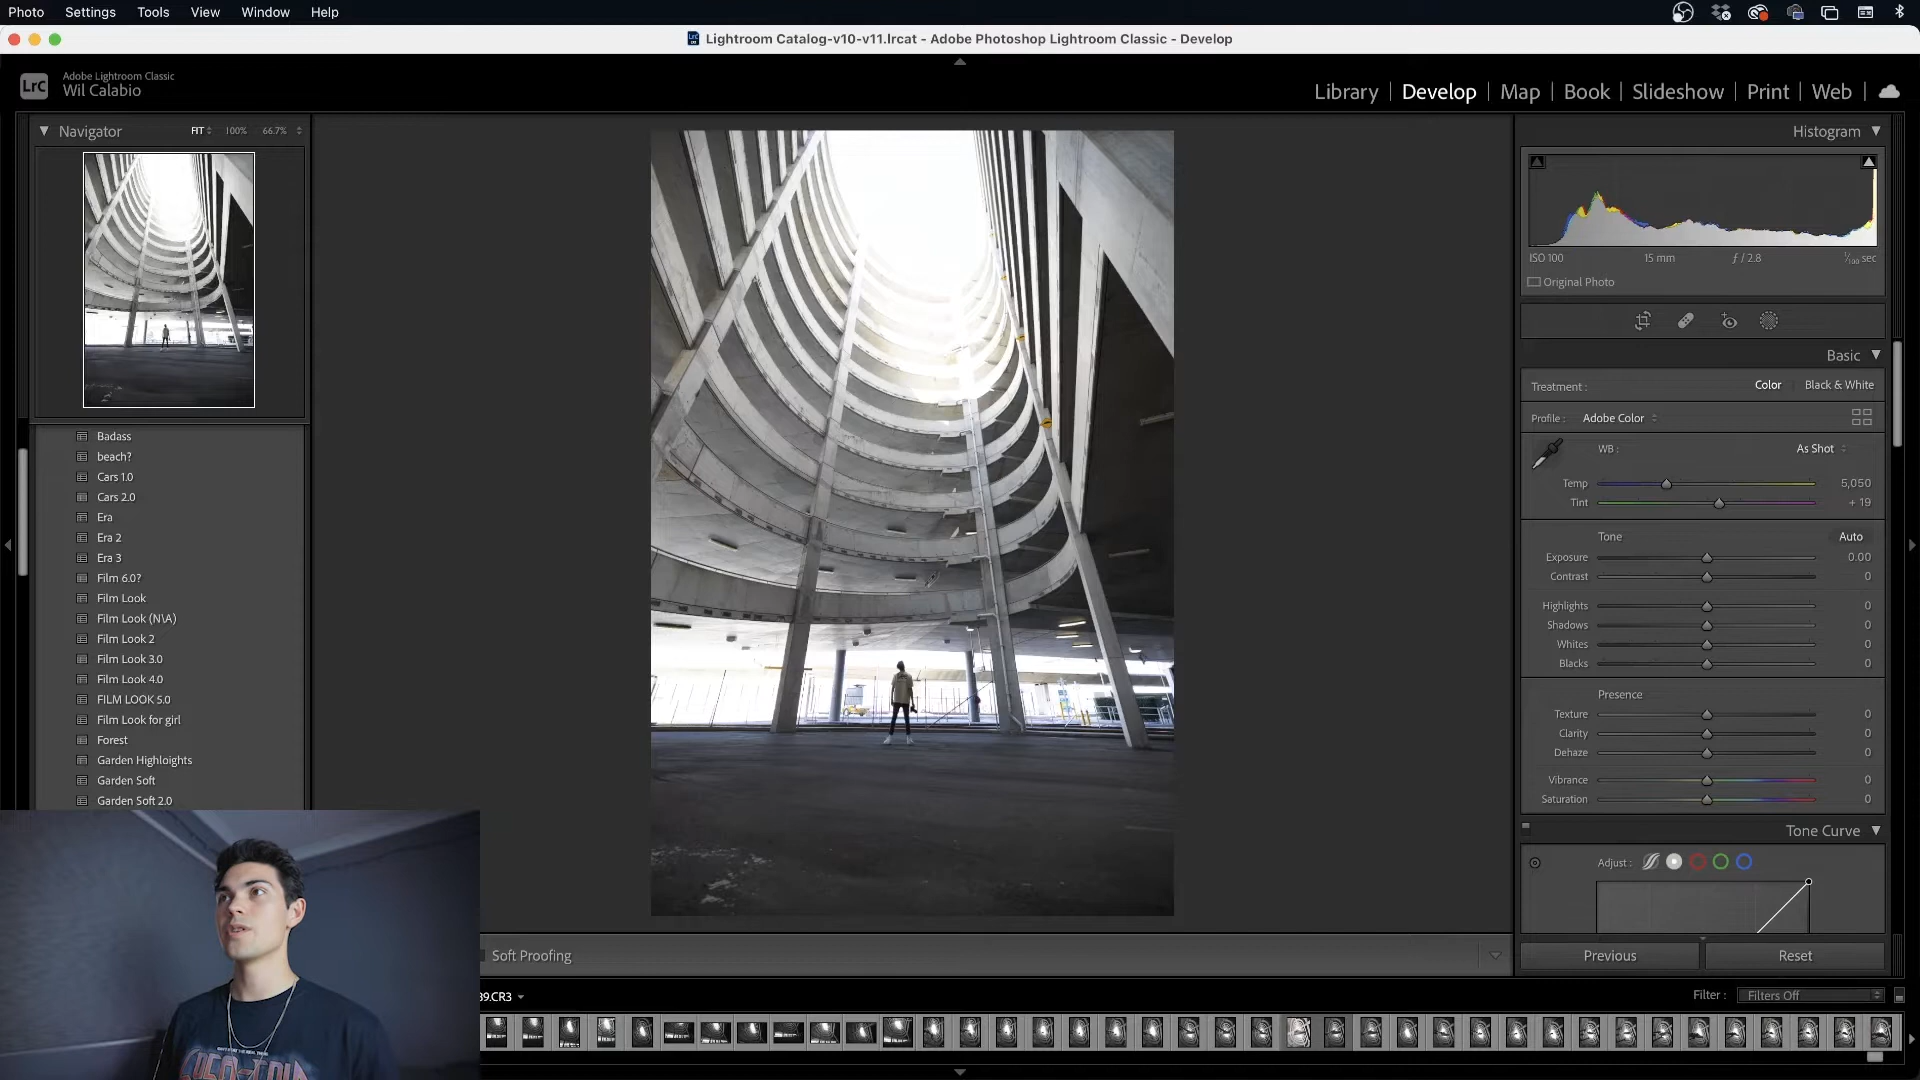 Photo Settings Tools View Window Help
Lightroom Catalog-v10-v11.lrcat - Adobe Photoshop Lightroom Classic - Develop
LrC
Adobe Lightroom Classic
Wil Calabio
Library Develop Map Book Slideshow Print Web
Navigator FIT 100% 66.7%
Badass
beach?
Cars 1.0
Cars 2.0
Era
Era 2
Era 3
Film 6.0?
Film Look
Film Look (N\A)
Film Look 2
Film Look 3.0
Film Look 4.0
FILM LOOK 5.0
Film Look for girl
Forest
Garden Highloights
Garden Soft
Garden Soft 2.0
Histogram
ISO 100 15 mm ƒ / 2.8 1/100 sec
Original Photo
Basic
Treatment : Color Black & White
Profile : Adobe Color
WB : As Shot
Temp 5,050
Tint + 19
Tone Auto
Exposure 0.00
Contrast 0
Highlights 0
Shadows 0
Whites 0
Blacks 0
Presence
Texture 0
Clarity 0
Dehaze 0
Vibrance 0
Saturation 0
Tone Curve
Adjust :
Previous Reset
Soft Proofing
39.CR3
Filter : Filters Off